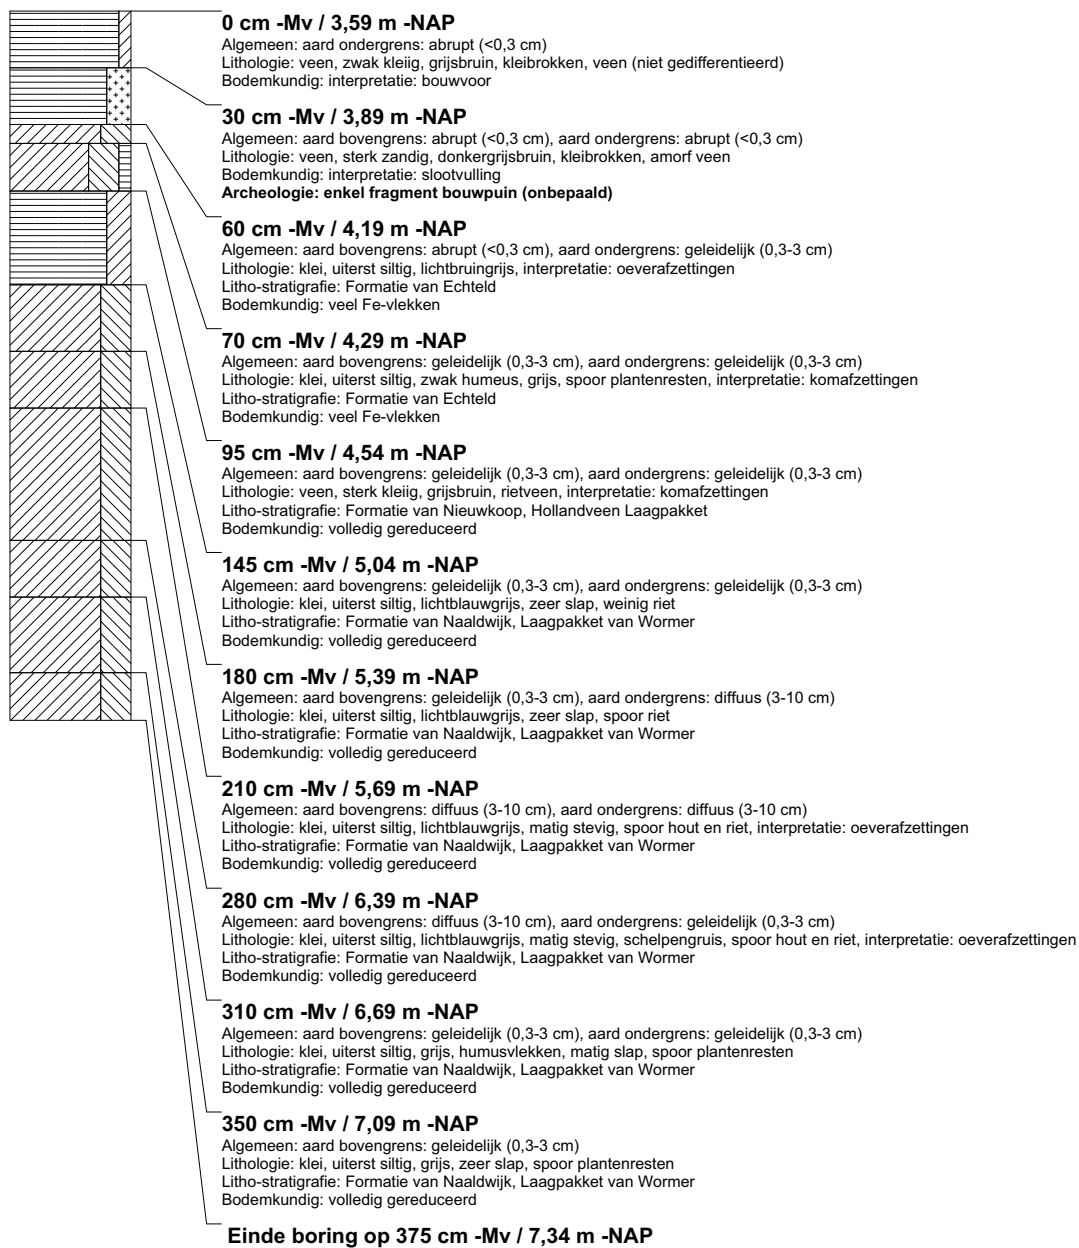 0 cm -Mv / 3,59 m -NAP
Algemeen: aard ondergrens: abrupt (<0,3 cm)
Lithologie: veen, zwak kleiig, grijsbruin, kleibrokken, veen (niet gedifferentieerd)
Bodemkundig: interpretatie: bouwvoor
30 cm -Mv / 3,89 m -NAP
Algemeen: aard bovengrens: abrupt (<0,3 cm), aard ondergrens: abrupt (<0,3 cm)
Lithologie: veen, sterk zandig, donkergrijsbruin, kleibrokken, amorf veen
Bodemkundig: interpretatie: slootvulling
Archeologie: enkel fragment bouwpuin (onbepaald)
60 cm -Mv / 4,19 m -NAP
Algemeen: aard bovengrens: abrupt (<0,3 cm), aard ondergrens: geleidelijk (0,3-3 cm)
Lithologie: klei, uiterst siltig, lichtbruingrijs, interpretatie: oeverafzettingen
Litho-stratigrafie: Formatie van Echteld
Bodemkundig: veel Fe-vlekken
70 cm -Mv / 4,29 m -NAP
Algemeen: aard bovengrens: geleidelijk (0,3-3 cm), aard ondergrens: geleidelijk (0,3-3 cm)
Lithologie: klei, uiterst siltig, zwak humeus, grijs, spoor plantenresten, interpretatie: komafzettingen
Litho-stratigrafie: Formatie van Echteld
Bodemkundig: veel Fe-vlekken
95 cm -Mv / 4,54 m -NAP
Algemeen: aard bovengrens: geleidelijk (0,3-3 cm), aard ondergrens: geleidelijk (0,3-3 cm)
Lithologie: veen, sterk kleiig, grijsbruin, rietveen, interpretatie: komafzettingen
Litho-stratigrafie: Formatie van Nieuwkoop, Hollandveen Laagpakket
Bodemkundig: volledig gereduceerd
145 cm -Mv / 5,04 m -NAP
Algemeen: aard bovengrens: geleidelijk (0,3-3 cm), aard ondergrens: geleidelijk (0,3-3 cm)
Lithologie: klei, uiterst siltig, lichtblauwgrijs, zeer slap, weinig riet
Litho-stratigrafie: Formatie van Naaldwijk, Laagpakket van Wormer
Bodemkundig: volledig gereduceerd
180 cm -Mv / 5,39 m -NAP
Algemeen: aard bovengrens: geleidelijk (0,3-3 cm), aard ondergrens: diffuus (3-10 cm)
Lithologie: klei, uiterst siltig, lichtblauwgrijs, zeer slap, spoor riet
Litho-stratigrafie: Formatie van Naaldwijk, Laagpakket van Wormer
Bodemkundig: volledig gereduceerd
210 cm -Mv / 5,69 m -NAP
Algemeen: aard bovengrens: diffuus (3-10 cm), aard ondergrens: diffuus (3-10 cm)
Lithologie: klei, uiterst siltig, lichtblauwgrijs, matig stevig, spoor hout en riet, interpretatie: oeverafzettingen
Litho-stratigrafie: Formatie van Naaldwijk, Laagpakket van Wormer
Bodemkundig: volledig gereduceerd
280 cm -Mv / 6,39 m -NAP
Algemeen: aard bovengrens: diffuus (3-10 cm), aard ondergrens: geleidelijk (0,3-3 cm)
Lithologie: klei, uiterst siltig, lichtblauwgrijs, matig stevig, schelpengruis, spoor hout en riet, interpretatie: oeverafzettingen
Litho-stratigrafie: Formatie van Naaldwijk, Laagpakket van Wormer
Bodemkundig: volledig gereduceerd
310 cm -Mv / 6,69 m -NAP
Algemeen: aard bovengrens: geleidelijk (0,3-3 cm), aard ondergrens: geleidelijk (0,3-3 cm)
Lithologie: klei, uiterst siltig, grijs, humusvlekken, matig slap, spoor plantenresten
Litho-stratigrafie: Formatie van Naaldwijk, Laagpakket van Wormer
Bodemkundig: volledig gereduceerd
350 cm -Mv / 7,09 m -NAP
Algemeen: aard bovengrens: geleidelijk (0,3-3 cm)
Lithologie: klei, uiterst siltig, grijs, zeer slap, spoor plantenresten
Litho-stratigrafie: Formatie van Naaldwijk, Laagpakket van Wormer
Bodemkundig: volledig gereduceerd
Einde boring op 375 cm -Mv / 7,34 m -NAP